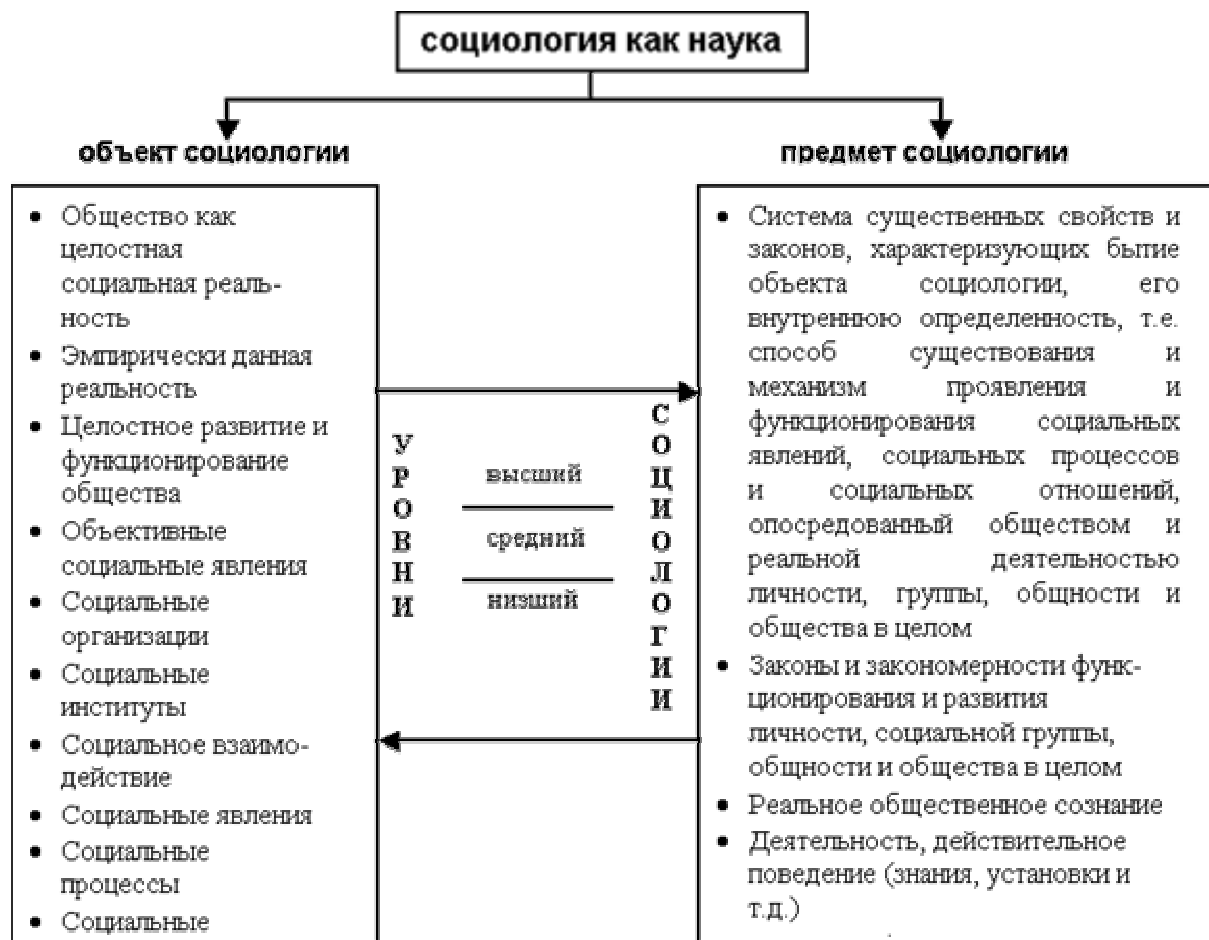 социология как наука
объект социологии
предмет социологии
• Общество как
целостная
социальная реаль-
ность
• Эмпирически данная
реальность
• Целостное развитие и
функционирование
общества
• Объективные
социальные явления
• Социальные
организации
• Социальные
институты
• Социальное взаимо-
действие
• Социальные явления
• Социальные
процессы
• Социальные
УРОВНИ
высший
средний
низший
СОЦИОЛОГИИ
• Система существенных свойств и
законов, характеризующих бытие
объекта социологии, его
внутреннюю определенность, т.е.
способ существования и
механизм проявления и
функционирования социальных
явлений, социальных процессов
и социальных отношений,
опосредованный обществом и
реальной деятельностью
личности, группы, общности и
общества в целом
• Законы и закономерности функ-
ционирования и развития
личности, социальной группы,
общности и общества в целом
• Реальное общественное сознание
• Деятельность, действительное
поведение (знания, установки и
т.д.)